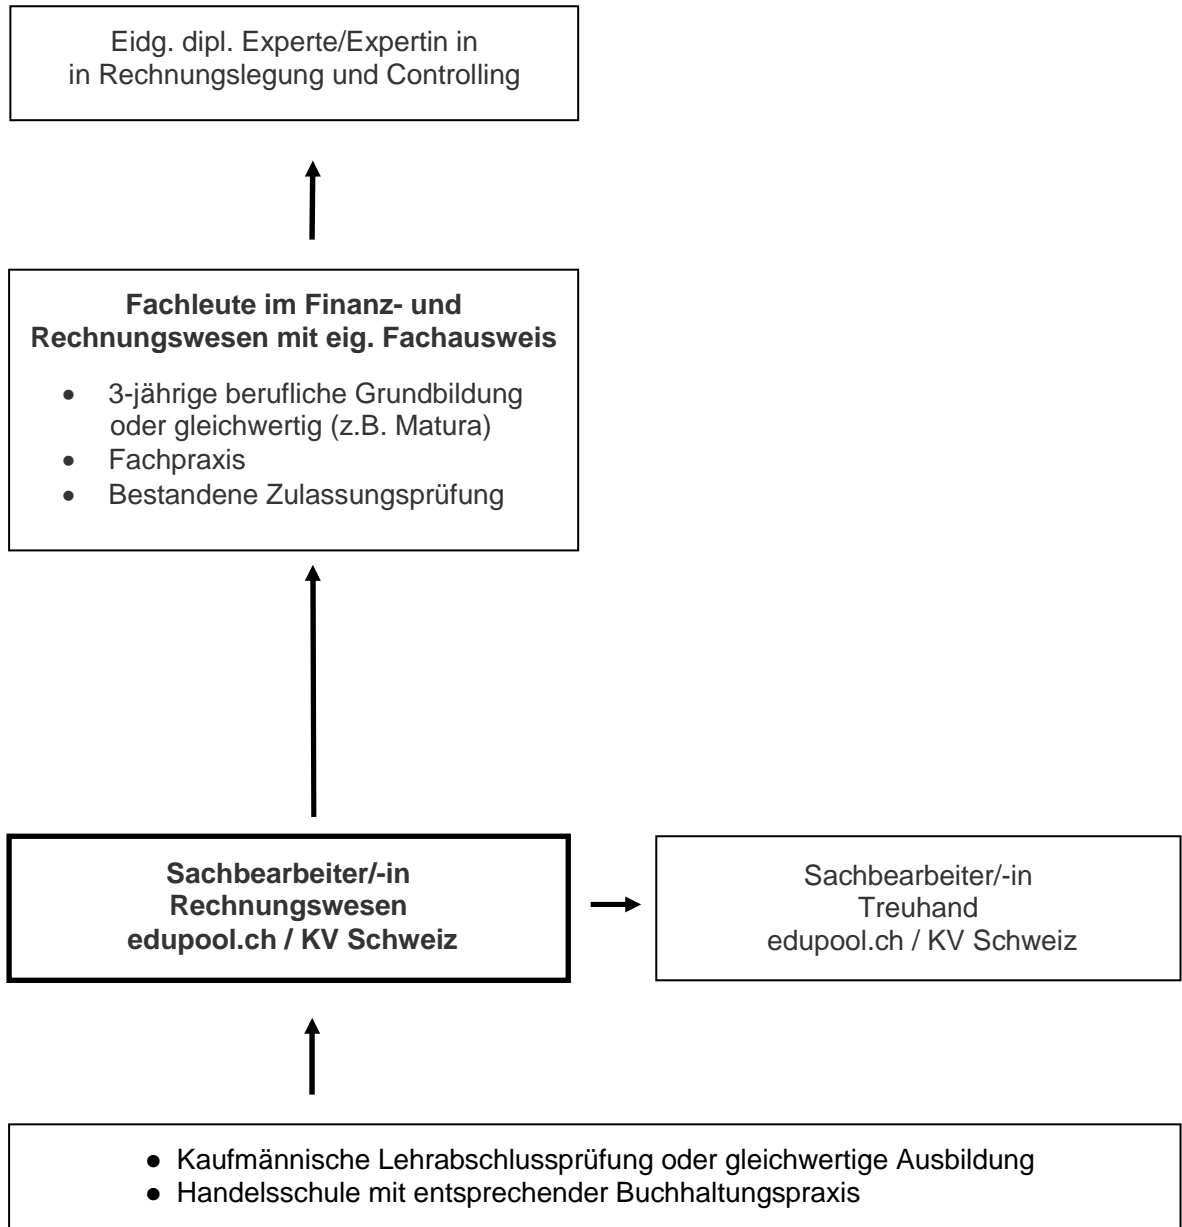 Eidg. dipl. Experte/Expertin in
in Rechnungslegung und Controlling
Fachleute im Finanz- und
Rechnungswesen mit eig. Fachausweis
• 3-jährige berufliche Grundbildung
oder gleichwertig (z.B. Matura)
• Fachpraxis
• Bestandene Zulassungsprüfung
Sachbearbeiter/-in
Rechnungswesen
edupool.ch / KV Schweiz
Sachbearbeiter/-in
Treuhand
edupool.ch / KV Schweiz
● Kaufmännische Lehrabschlussprüfung oder gleichwertige Ausbildung
● Handelsschule mit entsprechender Buchhaltungspraxis